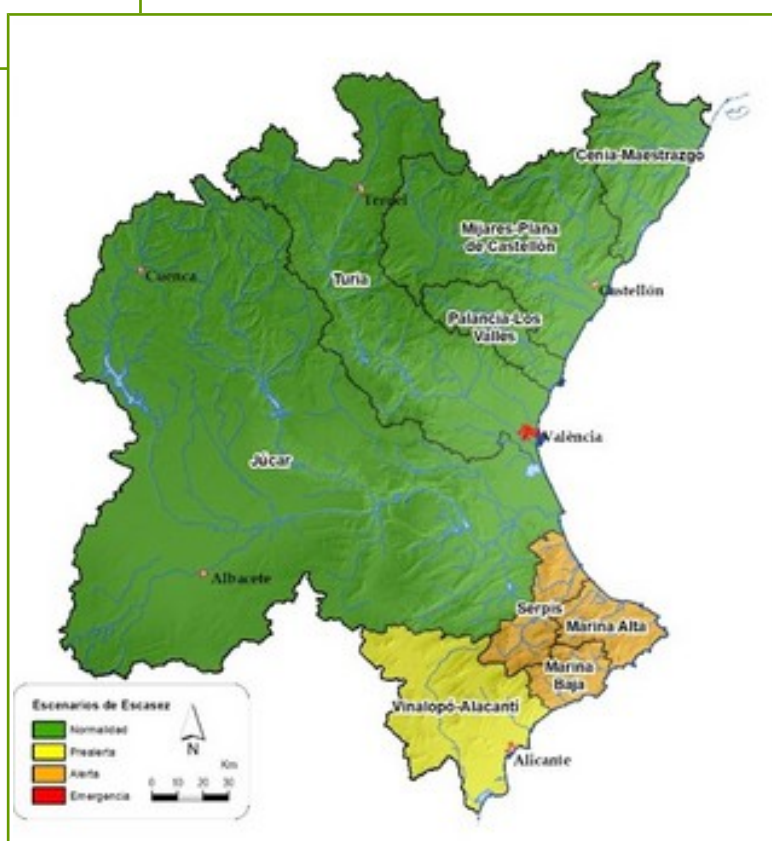 Cenia-Maestrazgo
Teruel
Mijares-Plana
de Castellón
Cuenca
Turia
Castellón
Palancia-Los
Valles
València
Júcar
Albacete
Serpis
Marina Alta
Marina
Baja
Vinalopó-Alacantí
Alicante
Escenarios de Escasez
Normalidad
Prealerta
Alerta
Emergencia
N
Km
0 10 20 30